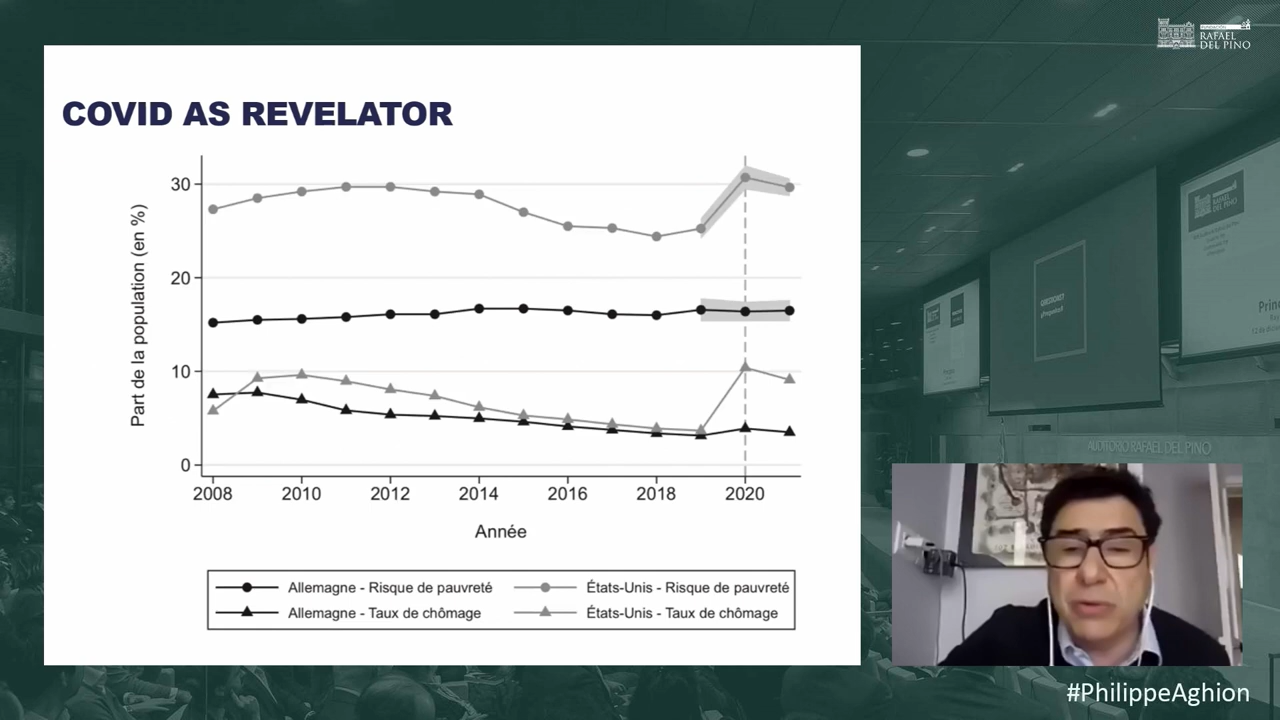 FUNDACIÓN
RAFAEL
DEL PINO
COVID AS REVELATOR
30
20
10
0
Part de la population (en %)
2008
2010
2012
2014
2016
2018
2020
Année
Allemagne - Risque de pauvreté
États-Unis - Risque de pauvreté
Allemagne - Taux de chômage
États-Unis - Taux de chômage
AUDITORIO RAFAEL DEL PINO
#PhilippeAghion